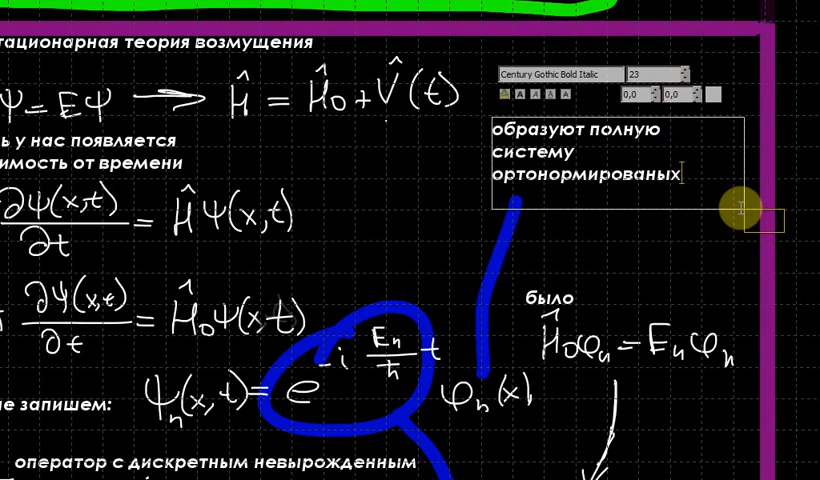 тационарная теория возмущения
Century Gothic Bold Italic 23
ψ = Eψ → Ĥ = Ĥ₀ + V̂(t)
0,0 0,0
образуют полную
систему
ортонормированых
ь у нас появляется
имость от времени
∂ψ(x,t)/∂t = Ĥ ψ(x,t)
было
∂ψ(x,t)/∂t = Ĥ₀ψ(x,t)
Ĥ₀φₙ = Eₙφₙ
ψₙ(x,t) = e^(-i Eₙ/ħ t) φₙ(x)
не запишем:
оператор с дискретным невырожденным